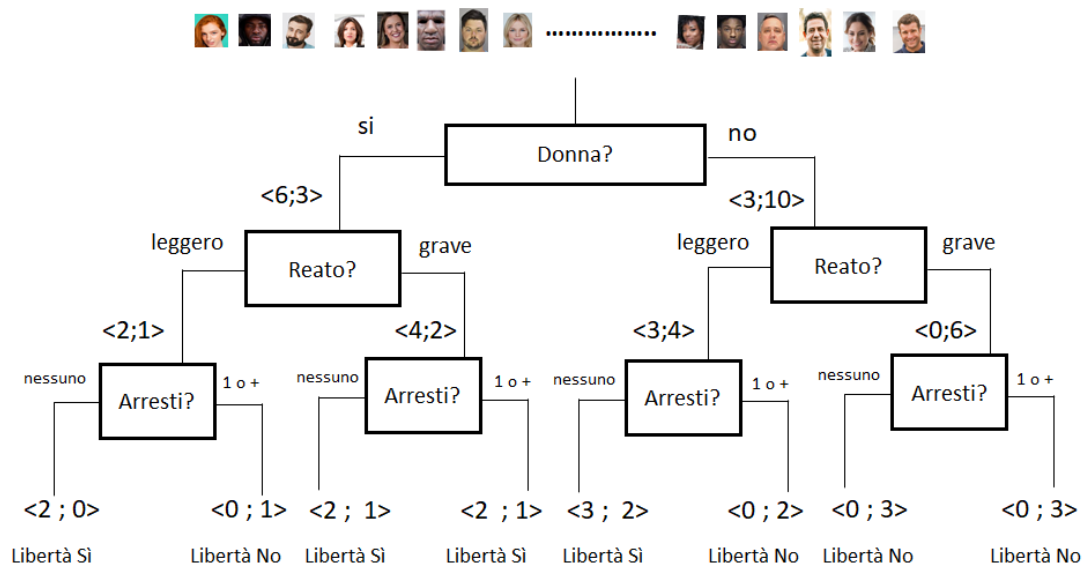 ………………..
si
Donna?
no
<6;3>
<3;10>
leggero
Reato?
grave
leggero
Reato?
grave
<2;1>
<4;2>
<3;4>
<0;6>
nessuno
Arresti?
1 o +
nessuno
Arresti?
1 o +
nessuno
Arresti?
1 o +
nessuno
Arresti?
1 o +
<2 ; 0>
<0 ; 1>
<2 ; 1>
<2 ; 1>
<3 ; 2>
<0 ; 2>
<0 ; 3>
<0 ; 3>
Libertà Sì
Libertà No
Libertà Sì
Libertà Sì
Libertà Sì
Libertà No
Libertà No
Libertà No